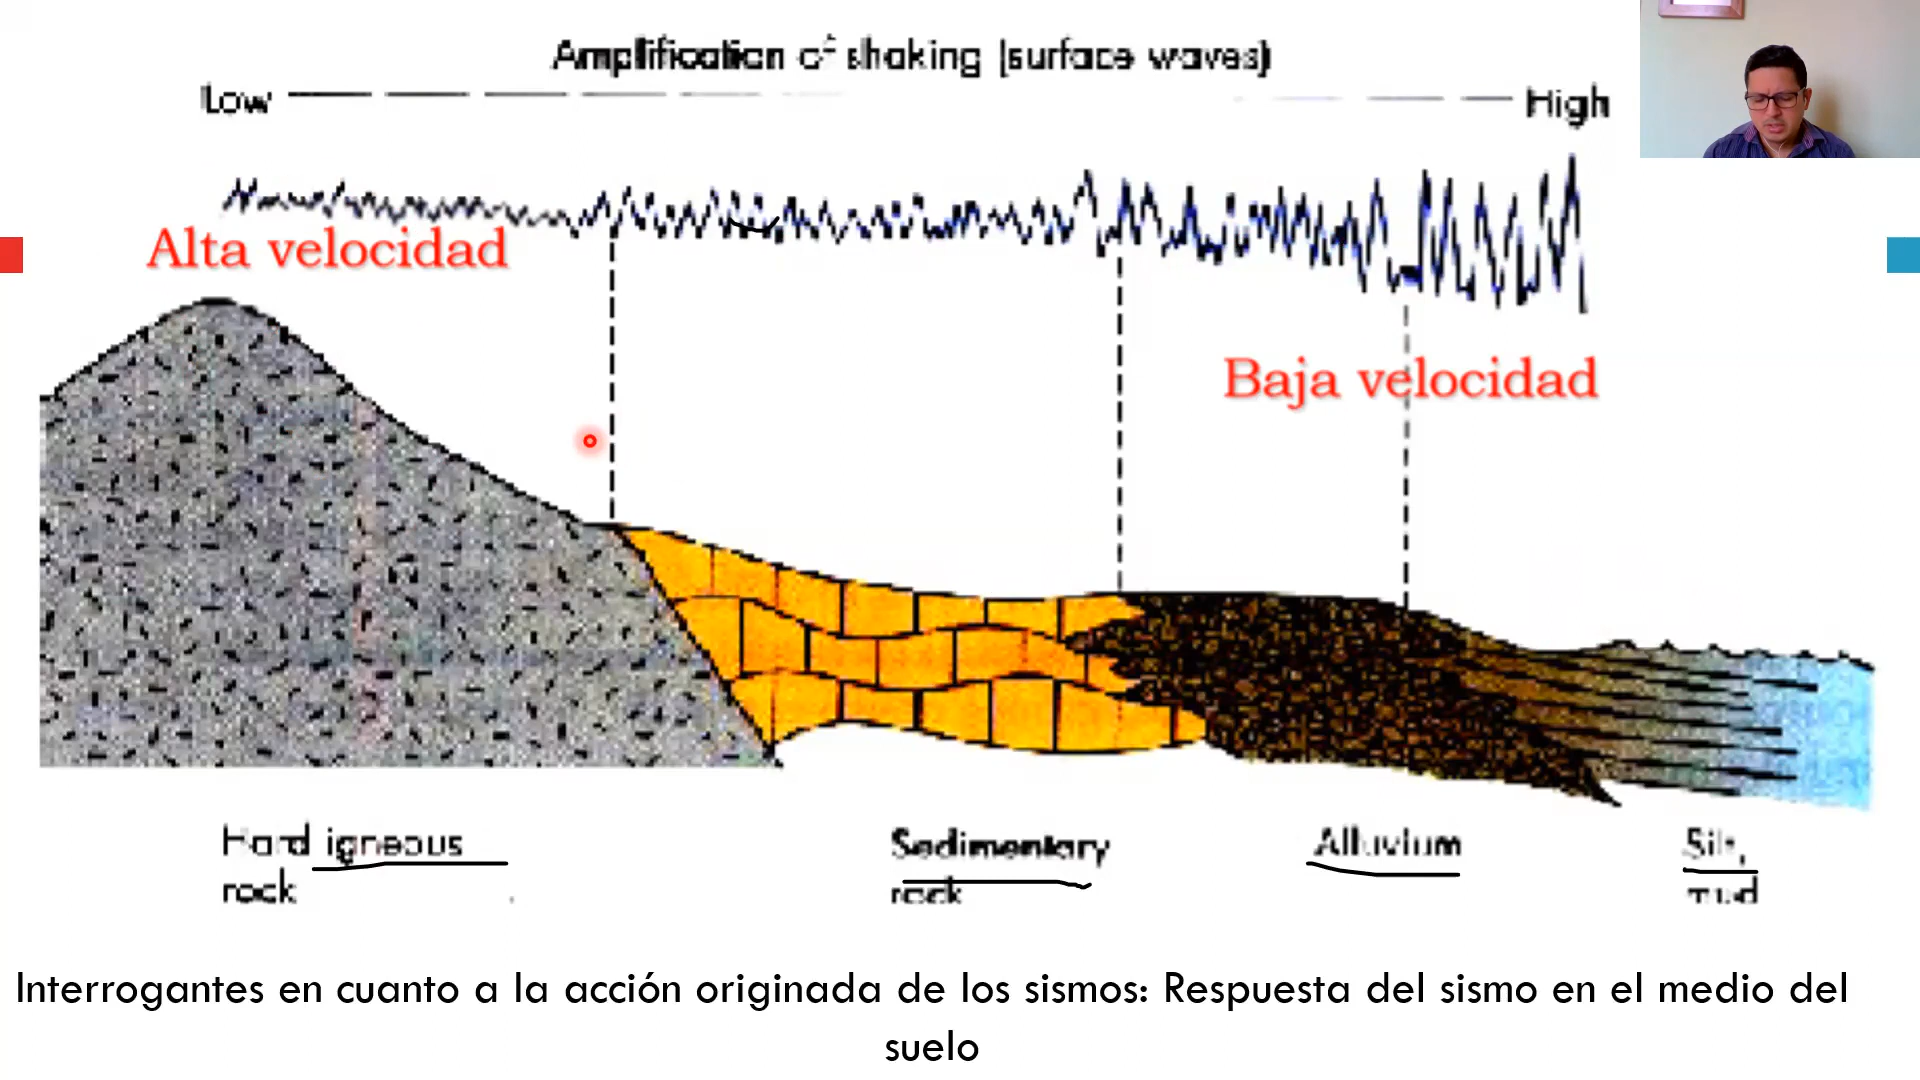 Amplification of shaking (surface waves)
Low High
Alta velocidad
Baja velocidad
Hard igneous
rock
Sedimentary
rock
Alluvium
Silt,
mud
Interrogantes en cuanto a la acción originada de los sismos: Respuesta del sismo en el medio del
suelo